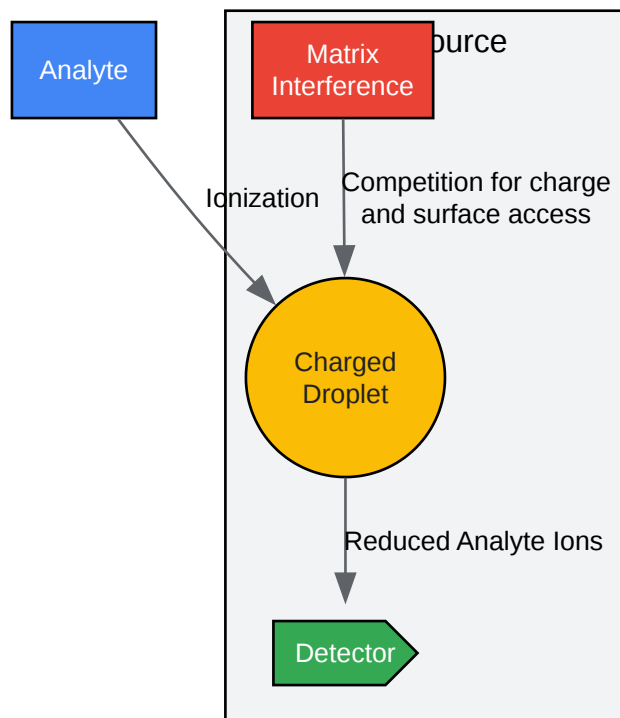 Analyte
Matrix
Interference
ource
Ionization
Competition for charge
and surface access
Charged
Droplet
Reduced Analyte Ions
Detector